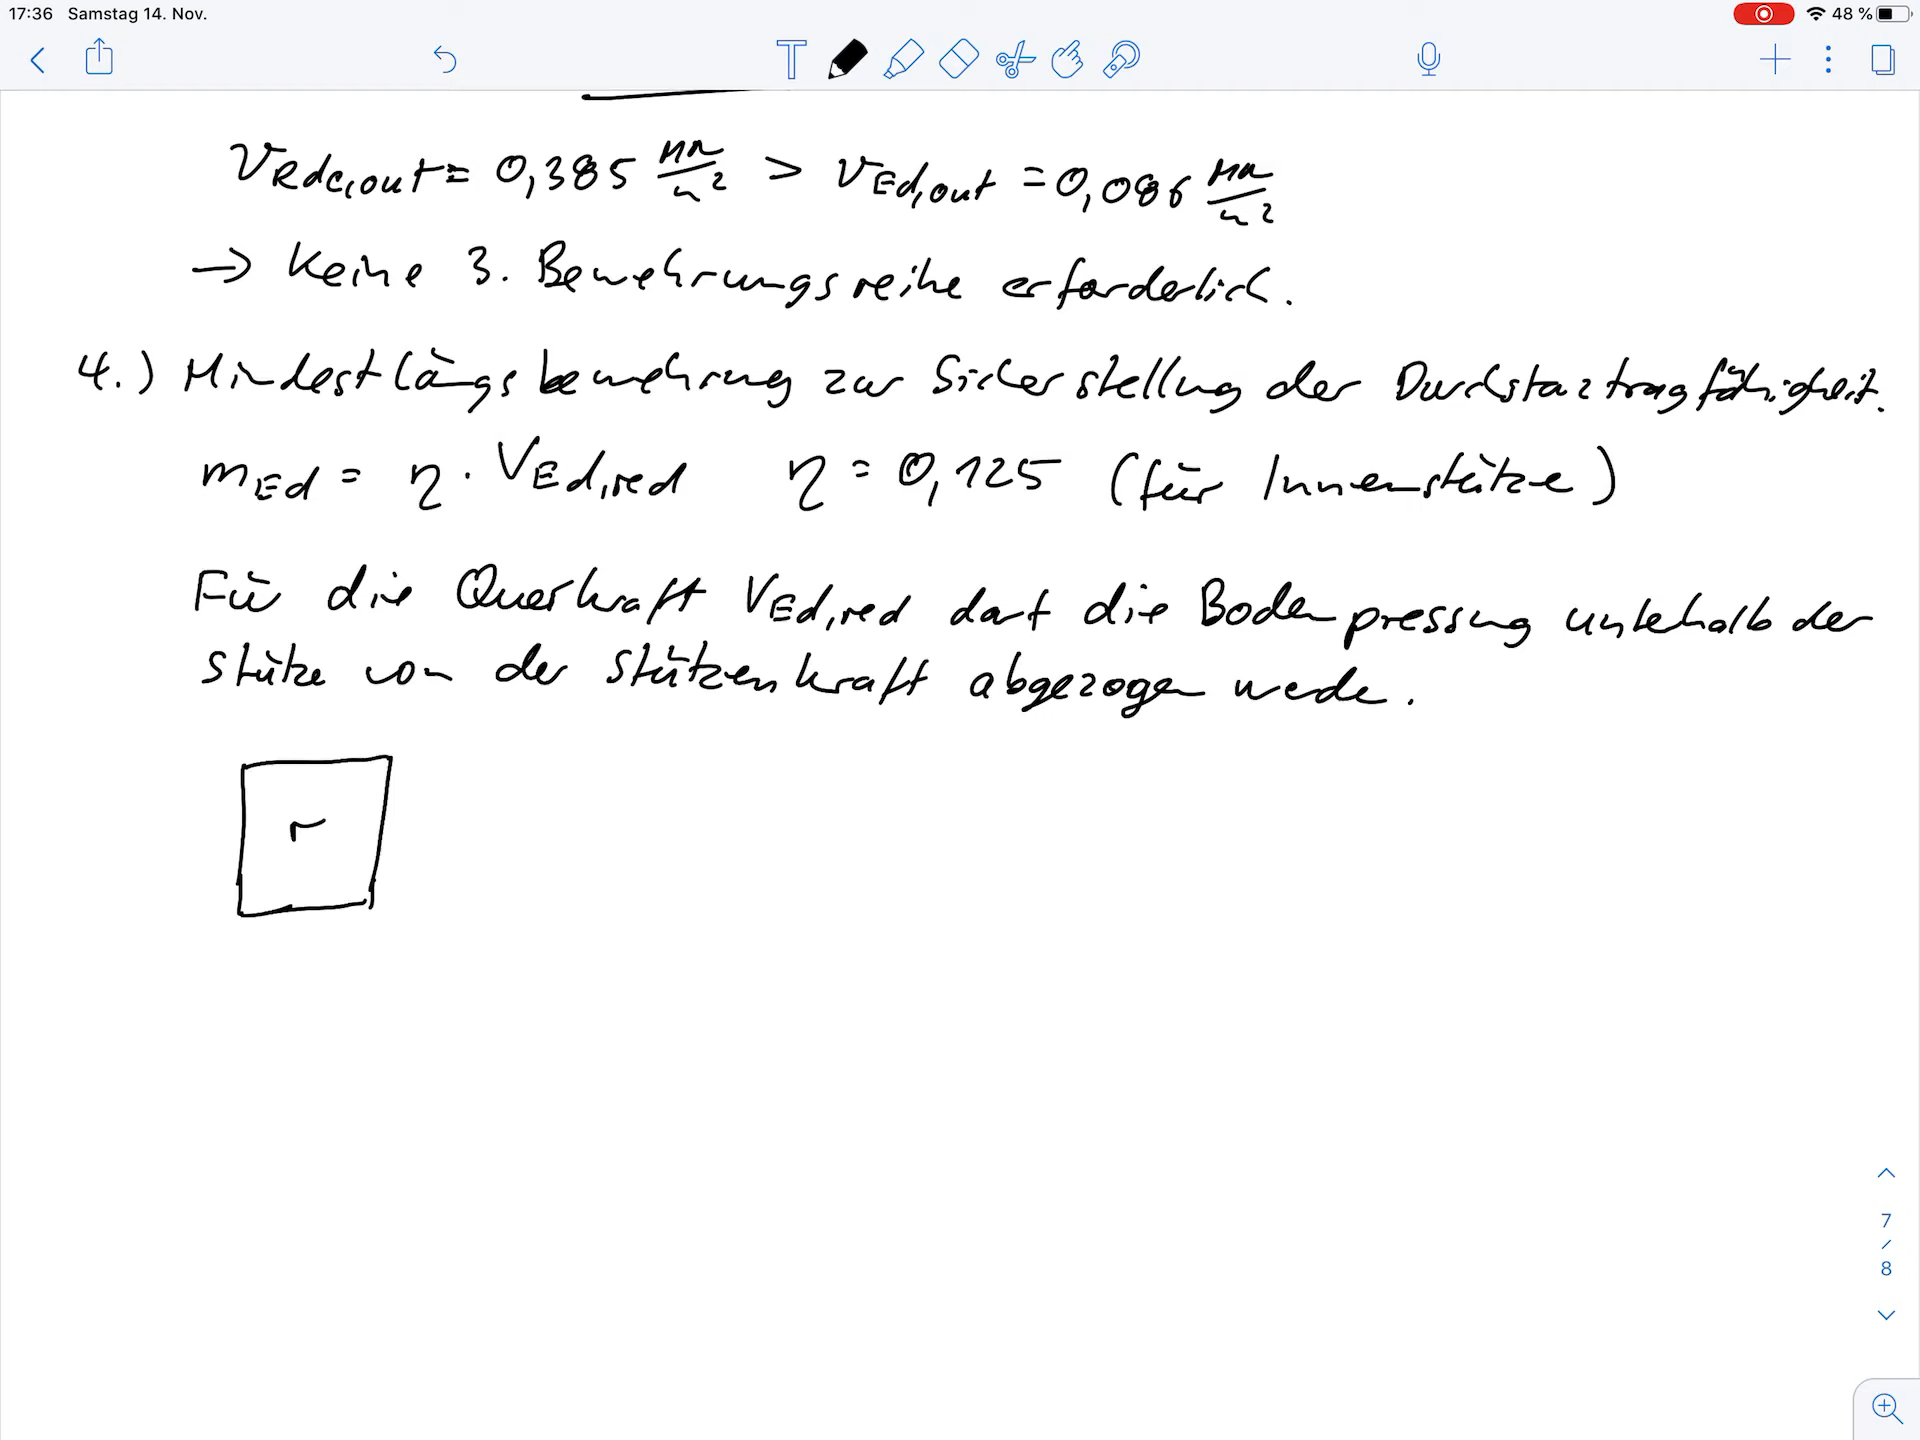 17:36 Samstag 14. Nov.
48 %
T
vRdc,out = 0,385 MN/m² > vEd,out = 0,086 MN/m²
→ Keine 3. Bewehrungsreihe erforderlich.
4.) Mindestlängsbewehrung zur Sicherstellung der Durchstanztragfähigkeit.
mEd = η · VEd,red η = 0,125 (für Innenstütze)
Für die Querkraft VEd,red darf die Bodenpressung unterhalb der
Stütze von der Stützenkraft abgezogen werde.
7
/
8